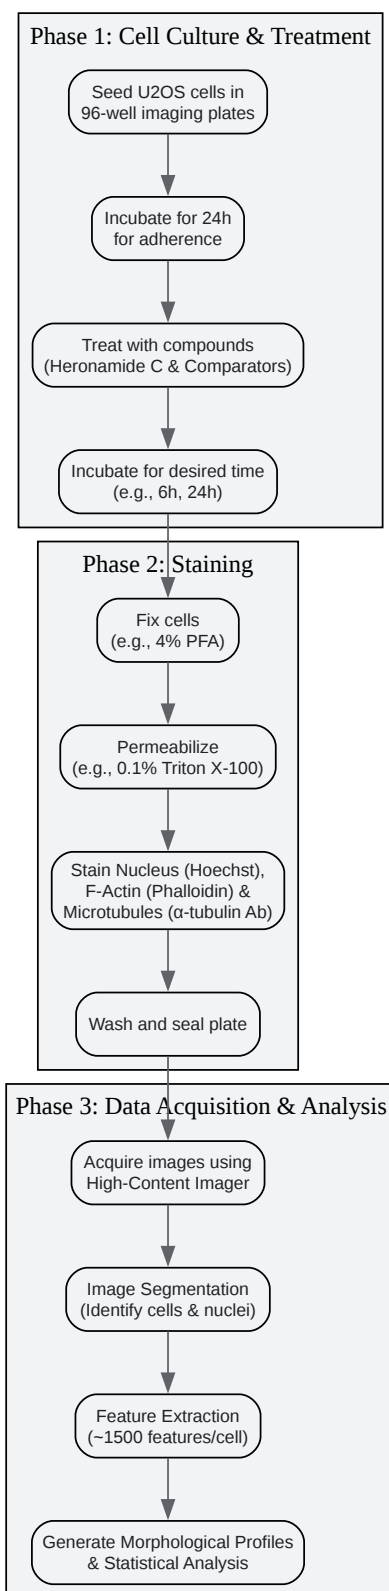 Phase 1: Cell Culture & Treatment
Seed U2OS cells in
96-well imaging plates
Incubate for 24h
for adherence
Treat with compounds
(Heronamide C & Comparators)
Incubate for desired time
(e.g., 6h, 24h)
Phase 2: Staining
Fix cells
(e.g., 4% PFA)
Permeabilize
(e.g., 0.1% Triton X-100)
Stain Nucleus (Hoechst),
F-Actin (Phalloidin) &
Microtubules (α-tubulin Ab)
Wash and seal plate
Phase 3: Data Acquisition & Analysis
Acquire images using
High-Content Imager
Image Segmentation
(Identify cells & nuclei)
Feature Extraction
(~1500 features/cell)
Generate Morphological Profiles
& Statistical Analysis